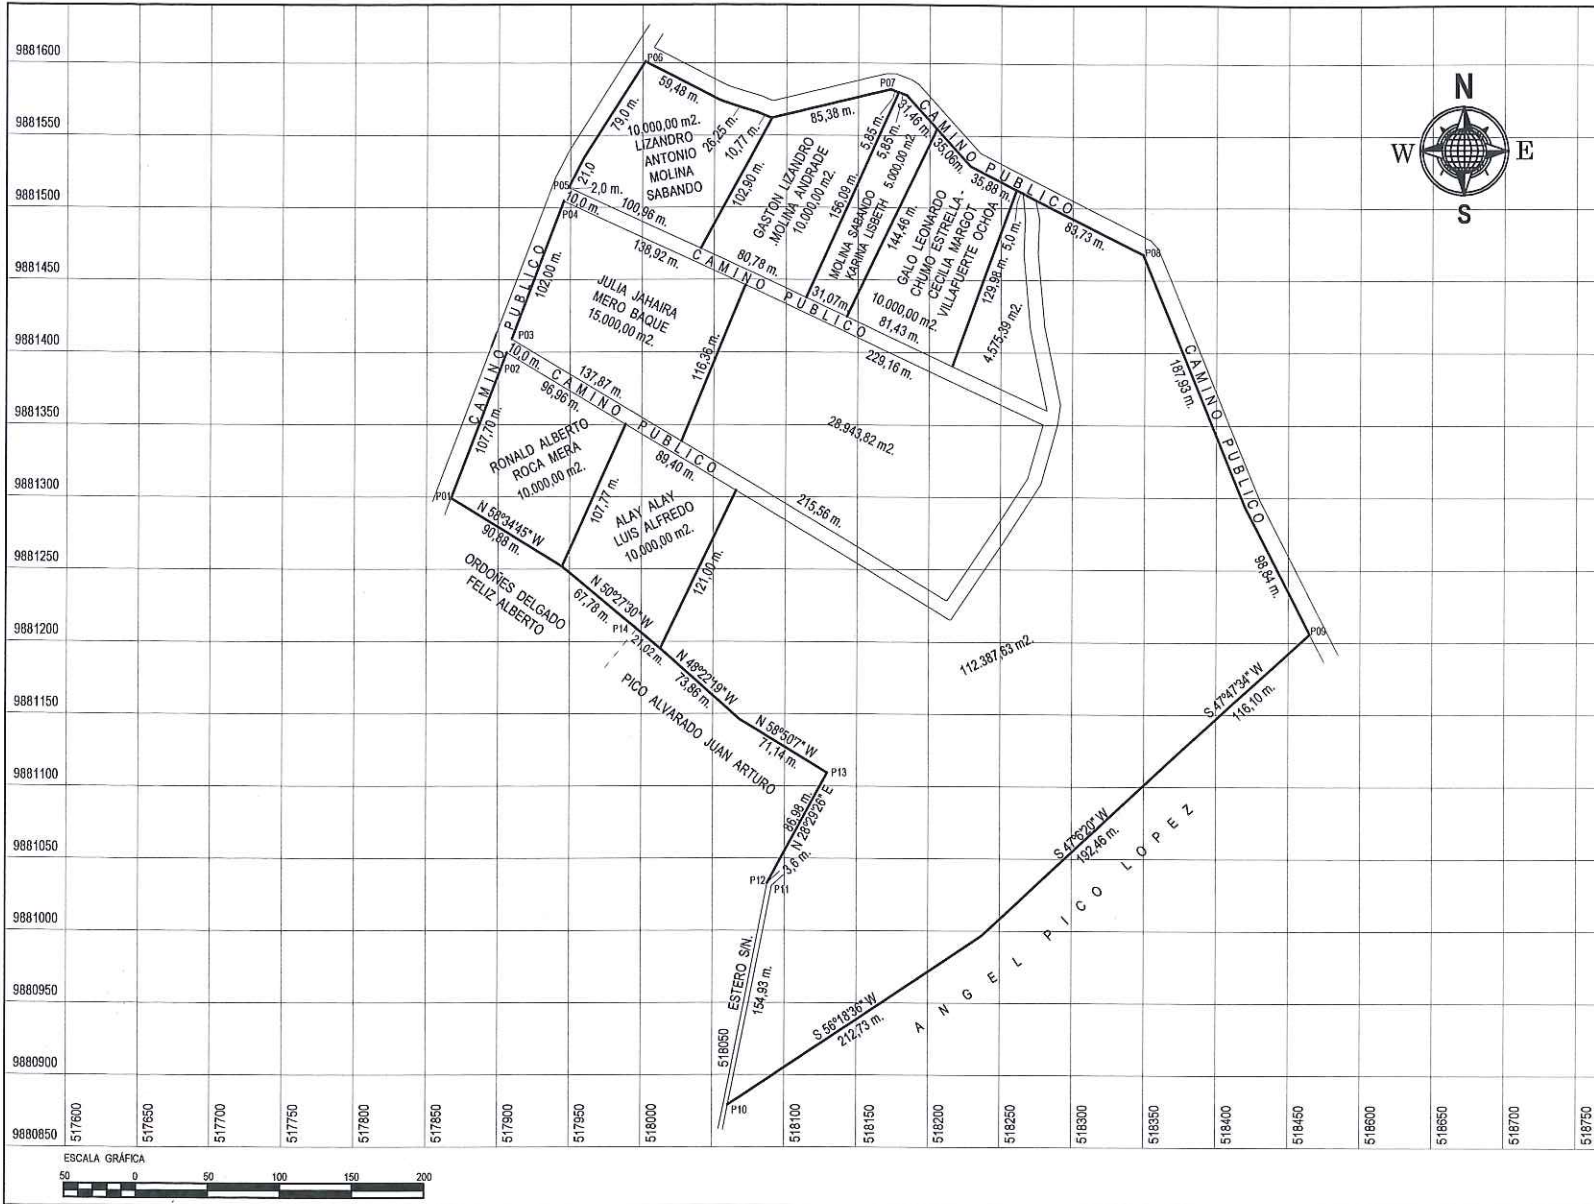 9881600
9881550
9881500
9881450
9881400
9881350
9881300
9881250
9881200
9881150
9881100
9881050
9881000
9880950
9880900
9880850
517600
517650
517700
517750
517800
517850
517900
517950
518000
518050
518100
518150
518200
518250
518300
518350
518400
518450
518600
518650
518700
518750
N
W
E
S
P06
59,48 m.
79,0 m.
21,0
10.000,00 m2.
LIZANDRO
ANTONIO
MOLINA
SABANDO
26,25 m.
10,77 m.
102,90 m.
P05
2,0 m.
10,0 m.
100,96 m.
P04
138,92 m.
P07
85,38 m.
GASTON LIZANDRO
.MOLINA ANDRADE
10.000,00 m2.
80,78 m.
5,85 m.
156,09 m.
MOLINA SABANDO
KARINA LISBETH
5.000,00 m2.
5,85 m.
31,46 m.
31,07m.
144,46 m.
35,06m.
35,88 m.
GALO LEONARDO
CHUMO ESTRELLA -
CECILIA MARGOT
VILLAFUERTE OCHOA
10.000,00 m2.
81,43 m.
129,98 m.
5,0 m.
4.575,39 m2.
CAMINO PUBLICO
83,73 m.
P08
CAMINO PUBLICO
229,16 m.
CAMINO PUBLICO
102,00 m.
JULIA JAHAIRA
MERO BAQUE
15.000,00 m2.
116,36 m.
P03
10,0 m.
P02
137,87 m.
96,96 m.
CAMINO PUBLICO
89,40 m.
215,56 m.
28.943,82 m2.
CAMINO PUBLICO
187,93 m.
98,84 m.
P09
107,70 m.
RONALD ALBERTO
ROCA MERA
10.000,00 m2.
107,77 m.
ALAY ALAY
LUIS ALFREDO
10.000,00 m2.
121,00 m.
P01
N 58°34'45" W
90,88 m.
ORDOÑES DELGADO
FELIZ ALBERTO
N 50°27'30" W
67,78 m.
P14
21,02 m.
N 48°22'19" W
73,86 m.
PICO ALVARADO JUAN ARTURO
N 58°50'7" W
71,14 m.
P13
112.387,63 m2.
86,98 m.
N 28°29'26" E
3,6 m.
P12
P11
ESTERO S/N.
154,93 m.
P10
S 47°47'34" W
116,10 m.
S 47°6'20" W
192,46 m.
S 56°18'36" W
212,73 m.
ANGEL PICO LOPEZ
ESCALA GRÁFICA
50 0 50 100 150 200